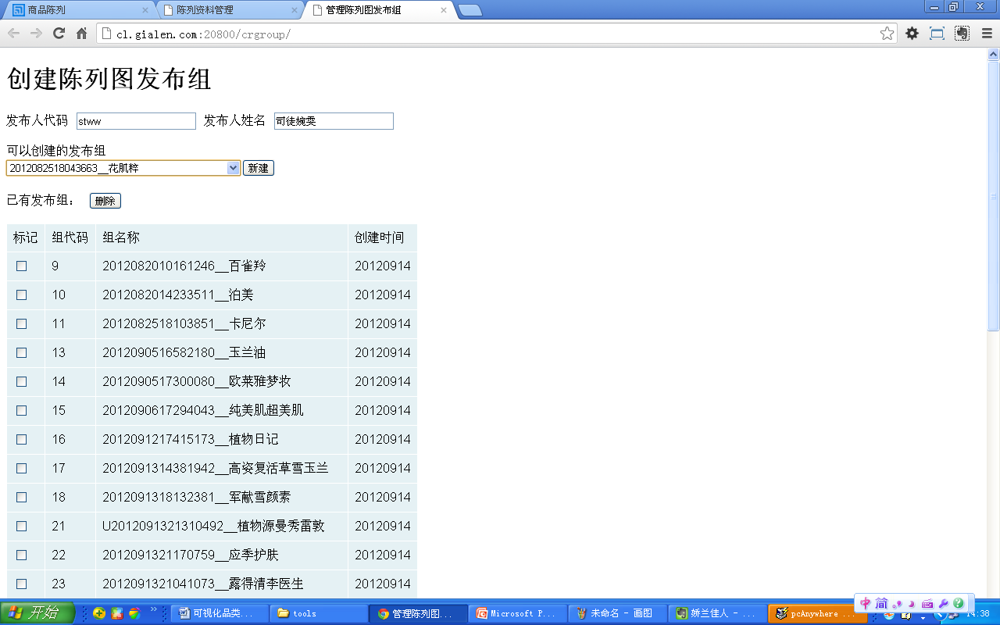 商品陈列
陈列资料管理
管理陈列图发布组
cl.gialen.com:20800/crgroup/
创建陈列图发布组
发布人代码 stww 发布人姓名 司徒婉雯
可以创建的发布组
2012082518043663__花肌梓 新建
已有发布组： 删除
标记 组代码 组名称 创建时间
9 2012082010161246__百雀羚 20120914
10 2012082014233511__泊美 20120914
11 2012082518103851__卡尼尔 20120914
13 2012090516582180__玉兰油 20120914
14 2012090517300080__欧莱雅梦妆 20120914
15 2012090617294043__纯美肌超美肌 20120914
16 2012091217415173__植物日记 20120914
17 2012091314381942__高姿复活草雪玉兰 20120914
18 2012091318132381__军献雪颜素 20120914
21 U2012091321310492__植物源曼秀雷敦 20120914
22 2012091321170759__应季护肤 20120914
23 2012091321041073__露得清李医生 20120914
中 简
开始 可视化品类... tools 管理陈列图... Microsoft P... 未命名 - 画图 娇兰佳人 - ... pcAnywhere ... 14:38